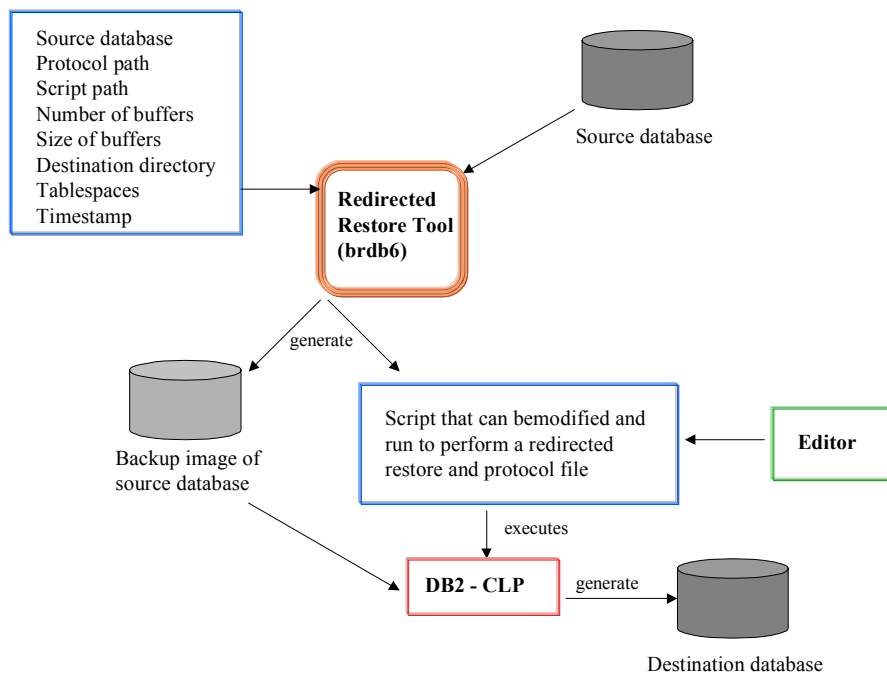 Source database
Protocol path
Script path
Number of buffers
Size of buffers
Destination directory
Tablespaces
Timestamp
Source database
Redirected
Restore Tool
(brdb6)
generate
Backup image of
source database
Script that can bemodified and
run to perform a redirected
restore and protocol file
Editor
executes
DB2 - CLP
generate
Destination database